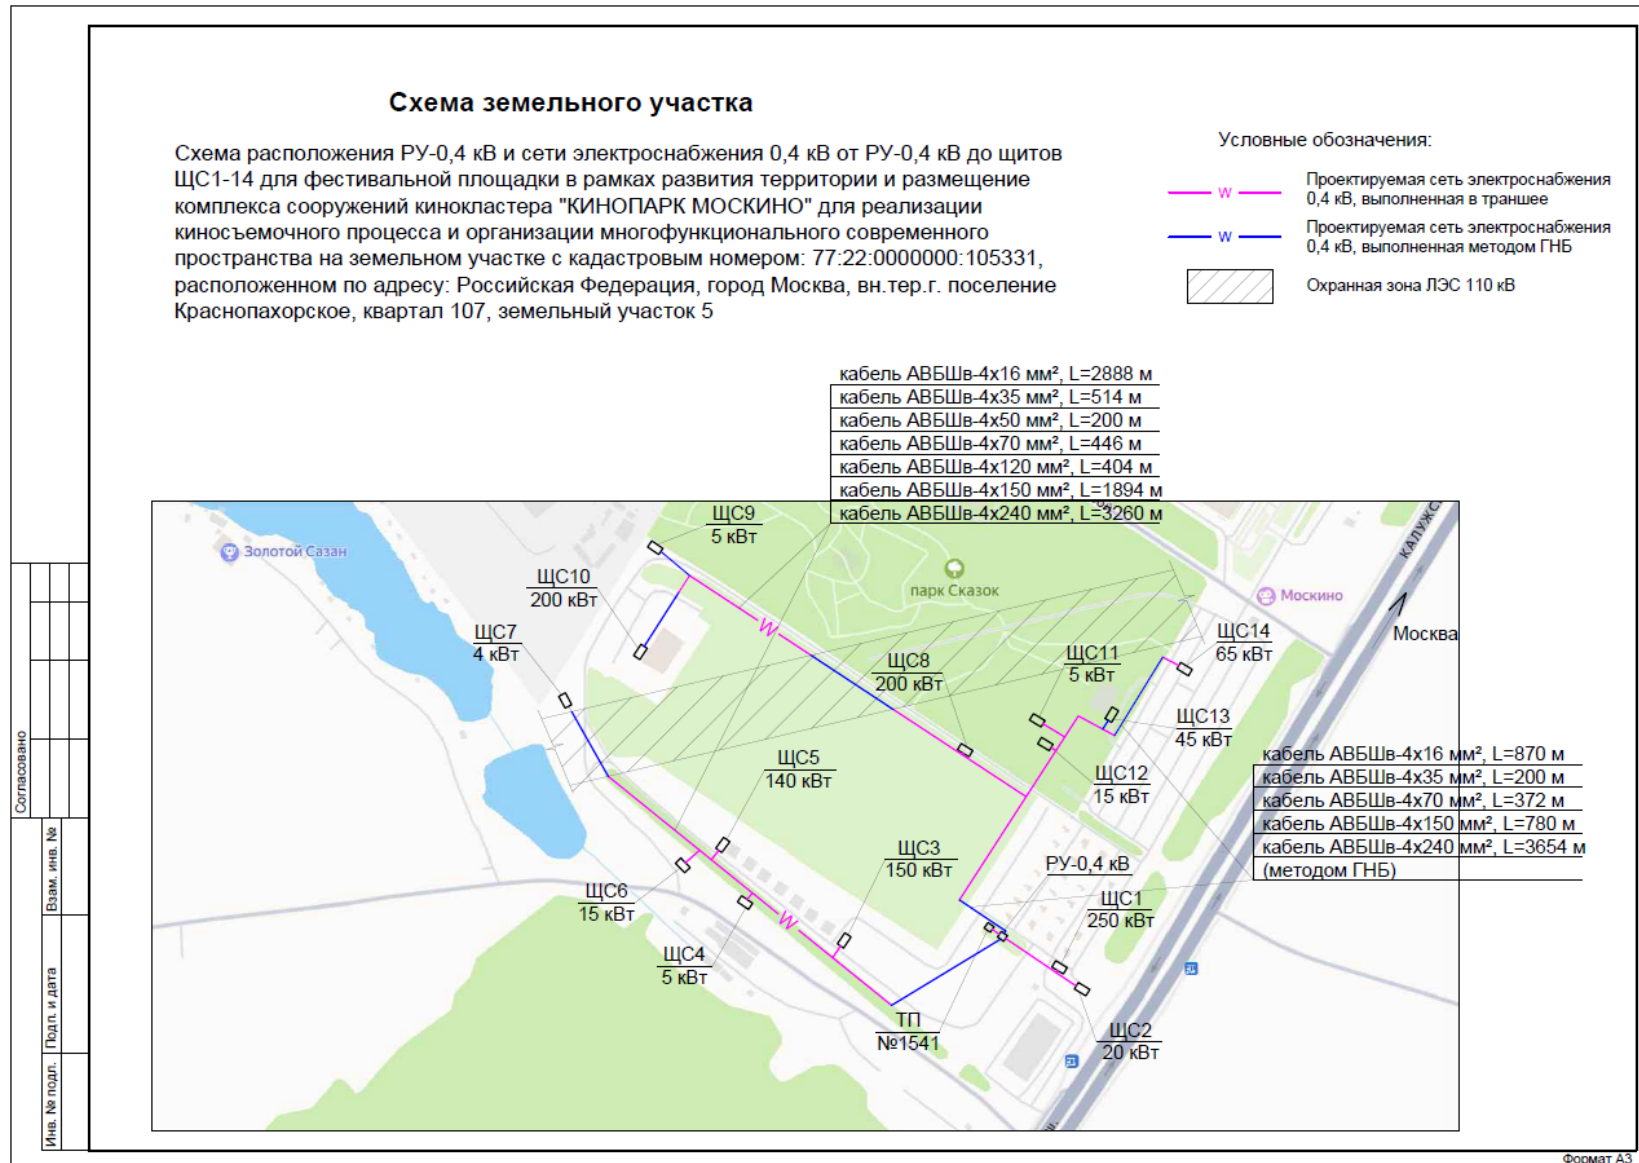 Схема земельного участка
Схема расположения РУ-0,4 кВ и сети электроснабжения 0,4 кВ от РУ-0,4 кВ до щитов
ЩС1-14 для фестивальной площадки в рамках развития территории и размещение
комплекса сооружений кинокластера "КИНОПАРК МОСКИНО" для реализации
киносъемочного процесса и организации многофункционального современного
пространства на земельном участке с кадастровым номером: 77:22:0000000:105331,
расположенном по адресу: Российская Федерация, город Москва, вн.тер.г. поселение
Краснопахорское, квартал 107, земельный участок 5
Условные обозначения:
W
Проектируемая сеть электроснабжения
0,4 кВ, выполненная в траншее
W
Проектируемая сеть электроснабжения
0,4 кВ, выполненная методом ГНБ
Охранная зона ЛЭС 110 кВ
кабель АВБШв-4х16 мм², L=2888 м
кабель АВБШв-4х35 мм², L=514 м
кабель АВБШв-4х50 мм², L=200 м
кабель АВБШв-4х70 мм², L=446 м
кабель АВБШв-4х120 мм², L=404 м
кабель АВБШв-4х150 мм², L=1894 м
кабель АВБШв-4х240 мм², L=3260 м
ЩС9
5 кВт
Золотой Сазан
ЩС10
200 кВт
парк Сказок
Москино
КАЛУЖС
Москва
ЩС7
4 кВт
W
ЩС8
200 кВт
ЩС11
5 кВт
ЩС14
65 кВт
ЩС13
45 кВт
ЩС5
140 кВт
ЩС12
15 кВт
кабель АВБШв-4х16 мм², L=870 м
кабель АВБШв-4х35 мм², L=200 м
кабель АВБШв-4х70 мм², L=372 м
кабель АВБШв-4х150 мм², L=780 м
кабель АВБШв-4х240 мм², L=3654 м
(методом ГНБ)
ЩС3
150 кВт
РУ-0,4 кВ
ЩС6
15 кВт
ЩС1
250 кВт
W
ЩС4
5 кВт
ТП
№1541
ЩС2
20 кВт
ш.
Согласовано
Взам. инв. №
Подп. и дата
Инв. № подл.
Формат А3